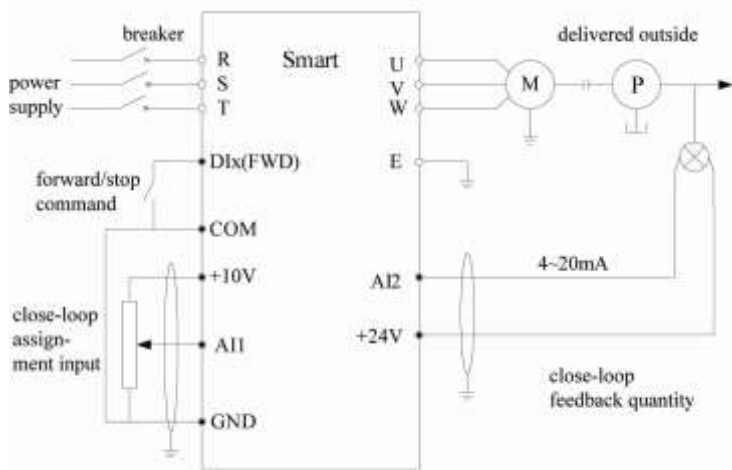 breaker
power
supply
R
S
T
Smart
U
V
W
M
P
delivered outside
DIx(FWD)
E
forward/stop
command
COM
+10V
4~20mA
AI2
close-loop
assign-
ment input
AI1
+24V
GND
close-loop
feedback quantity